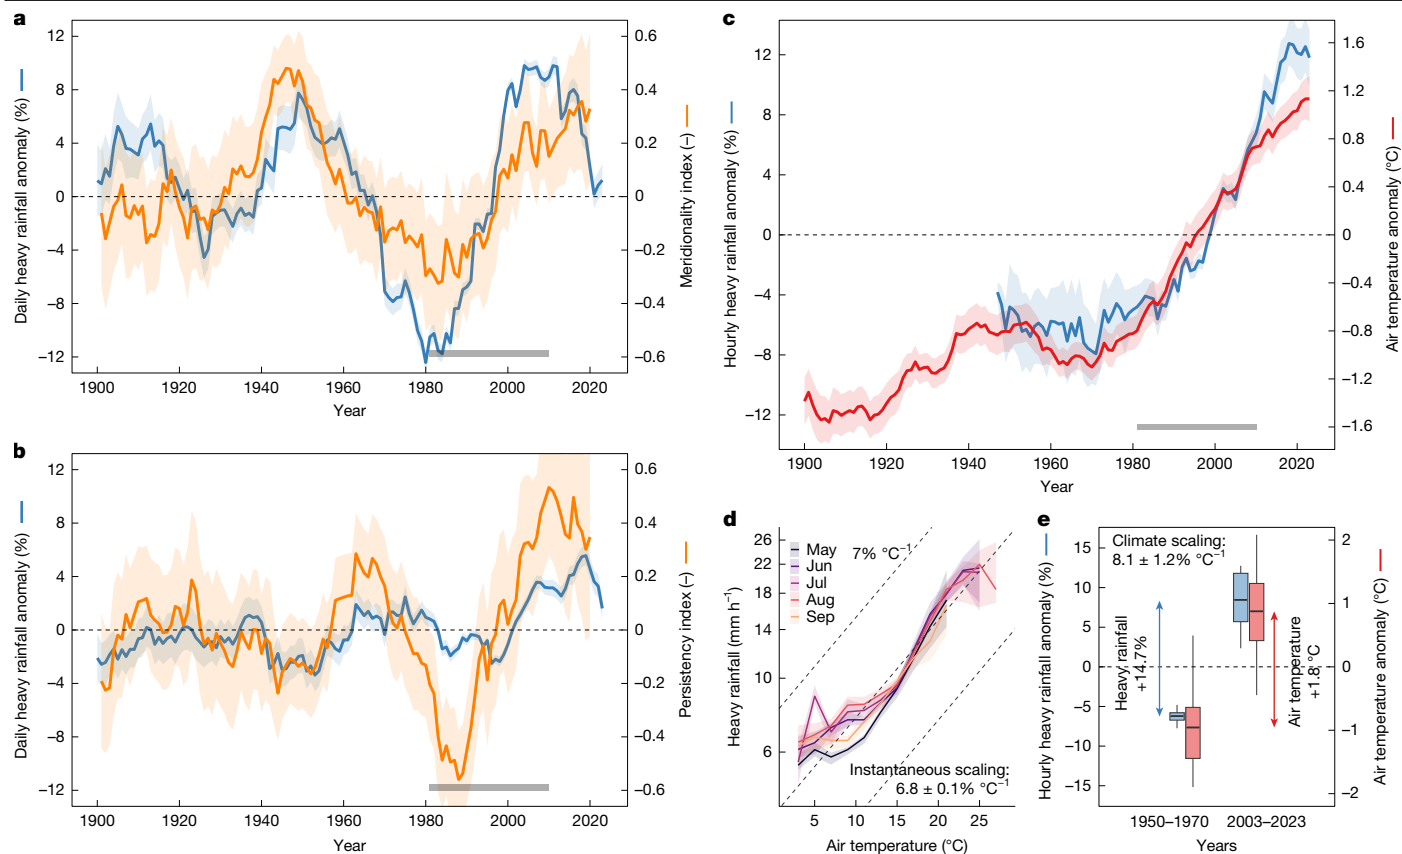 a
Daily heavy rainfall anomaly (%)
12
8
4
0
−4
−8
−12
0.6
0.4
0.2
0
−0.2
−0.4
−0.6
Meridionality index (–)
1900 1920 1940 1960 1980 2000 2020
Year
b
Daily heavy rainfall anomaly (%)
12
8
4
0
−4
−8
−12
0.6
0.4
0.2
0
−0.2
−0.4
−0.6
Persistency index (–)
1900 1920 1940 1960 1980 2000 2020
Year
c
Hourly heavy rainfall anomaly (%)
12
8
4
0
−4
−8
−12
1.6
1.2
0.8
0.4
0
−0.4
−0.8
−1.2
−1.6
Air temperature anomaly (°C)
1900 1920 1940 1960 1980 2000 2020
Year
d
Heavy rainfall (mm h−1)
26
22
18
14
10
6
May
Jun
Jul
Aug
Sep
7% °C−1
Instantaneous scaling:
6.8 ± 0.1% °C−1
5 10 15 20 25
Air temperature (°C)
e
Hourly heavy rainfall anomaly (%)
15
10
5
0
−5
−10
−15
Climate scaling:
8.1 ± 1.2% °C−1
Heavy rainfall
+14.7%
Air temperature
+1.8 °C
2
1
0
−1
−2
Air temperature anomaly (°C)
1950–1970 2003–2023
Years